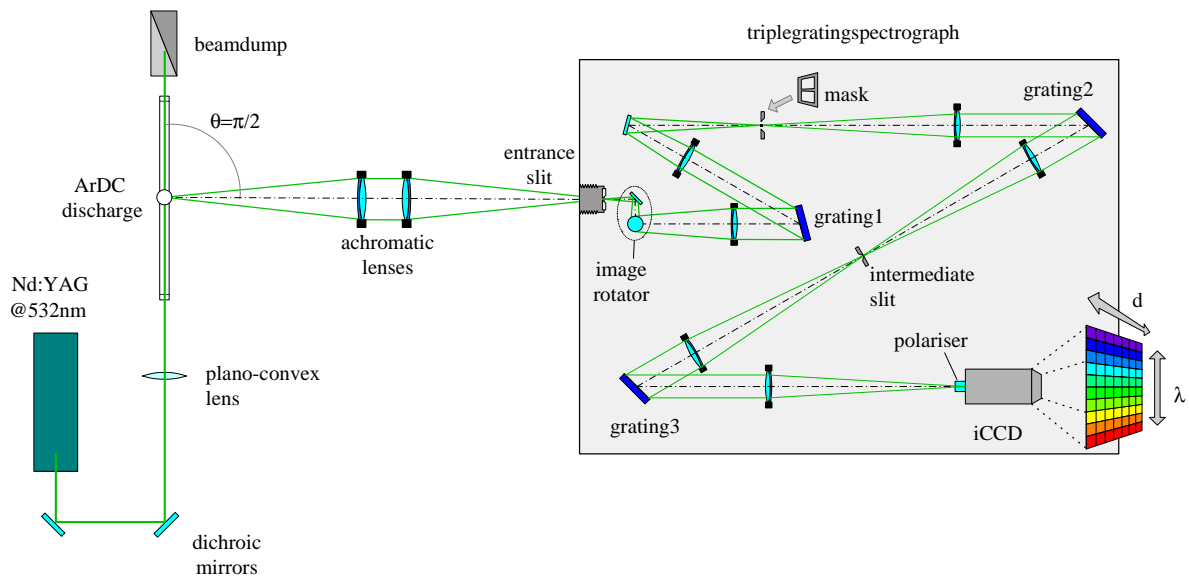 triplegratingspectrograph
beamdump
mask
grating2
θ=π/2
entrance
slit
ArDC
discharge
grating1
achromatic
lenses
image
rotator
intermediate
slit
Nd:YAG
@532nm
d
polariser
plano-convex
lens
λ
grating3
iCCD
dichroic
mirrors